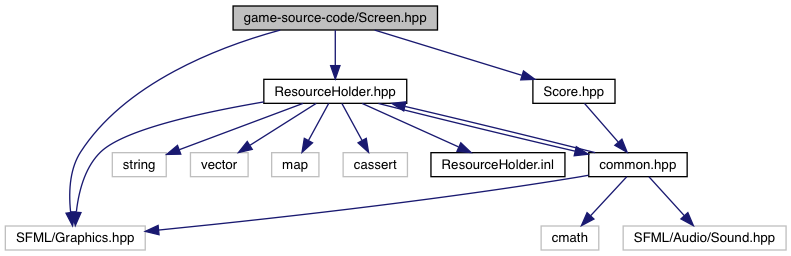 game-source-code/Screen.hpp
ResourceHolder.hpp
Score.hpp
string
vector
map
cassert
ResourceHolder.inl
common.hpp
SFML/Graphics.hpp
cmath
SFML/Audio/Sound.hpp